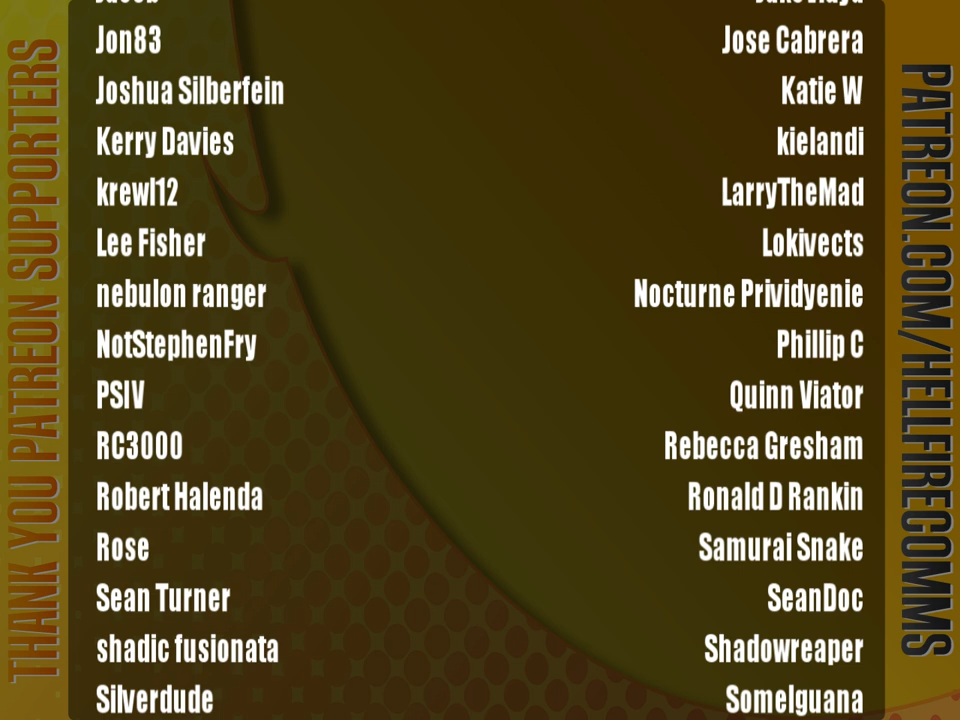 THANK YOU PATREON SUPPORTERS
Jon83
Jose Cabrera
Joshua Silberfein
Katie W
Kerry Davies
kielandi
krewl12
LarryTheMad
Lee Fisher
Lokivects
nebulon ranger
Nocturne Prividyenie
NotStephenFry
Phillip C
PSIV
Quinn Viator
RC3000
Rebecca Gresham
Robert Halenda
Ronald D Rankin
Rose
Samurai Snake
Sean Turner
SeanDoc
shadic fusionata
Shadowreaper
Silverdude
SomeIguana
PATREON.COM/HELLFIRECOMMS